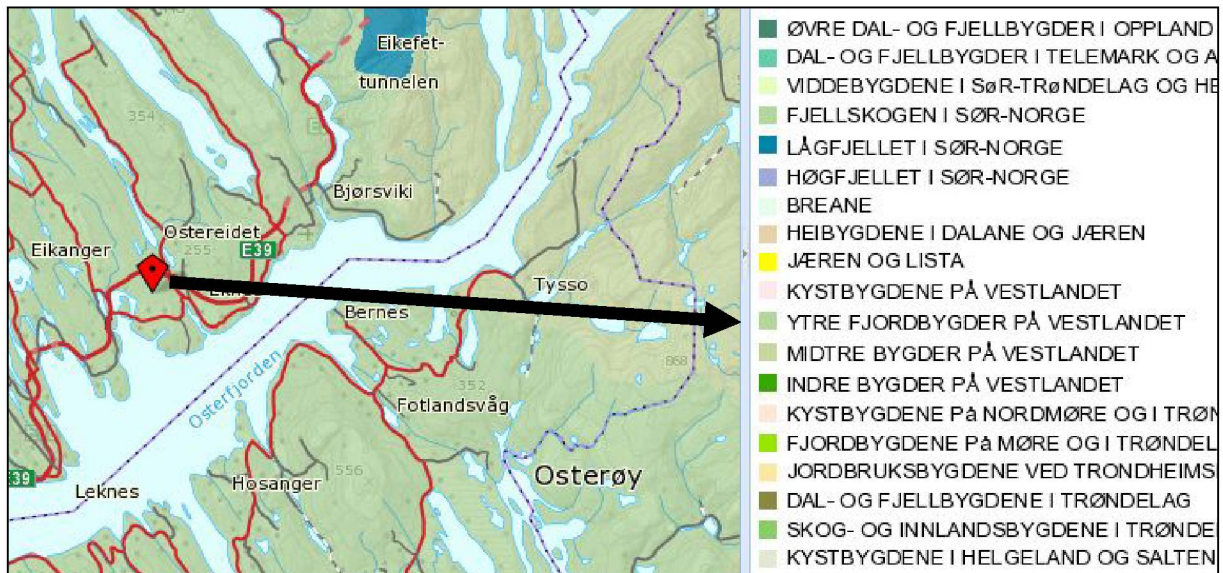 Eikefet-
tunnelen
354
E39
Bjørsviki
Ostereidet
255
E39
Eikanger
Tysso
Bernes
868
Osterfjorden
352
Fotlandsvåg
556
Osterøy
E39
Leknes
Hosanger
ØVRE DAL- OG FJELLBYGDER I OPPLAND
DAL- OG FJELLBYGDER I TELEMARK OG A
VIDDEBYGDENE I SøR-TRøNDELAG OG HE
FJELLSKOGEN I SØR-NORGE
LÅGFJELLET I SØR-NORGE
HØGFJELLET I SØR-NORGE
BREANE
HEIBYGDENE I DALANE OG JÆREN
JÆREN OG LISTA
KYSTBYGDENE PÅ VESTLANDET
YTRE FJORDBYGDER PÅ VESTLANDET
MIDTRE BYGDER PÅ VESTLANDET
INDRE BYGDER PÅ VESTLANDET
KYSTBYGDENE På NORDMØRE OG I TRØN
FJORDBYGDENE På MØRE OG I TRØNDEL
JORDBRUKSBYGDENE VED TRONDHEIMS
DAL- OG FJELLBYGDENE I TRØNDELAG
SKOG- OG INNLANDSBYGDENE I TRØNDE
KYSTBYGDENE I HELGELAND OG SALTEN